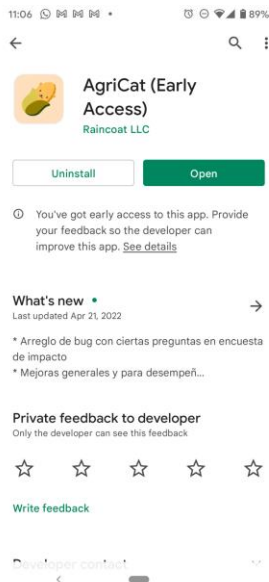 11:06
89%
AgriCat (Early
Access)
Raincoat LLC
Uninstall
Open
You've got early access to this app. Provide
your feedback so the developer can
improve this app. See details
What's new
Last updated Apr 21, 2022
* Arreglo de bug con ciertas preguntas en encuesta
de impacto
* Mejoras generales y para desempeñ...
Private feedback to developer
Only the developer can see this feedback
Write feedback
Developer contact